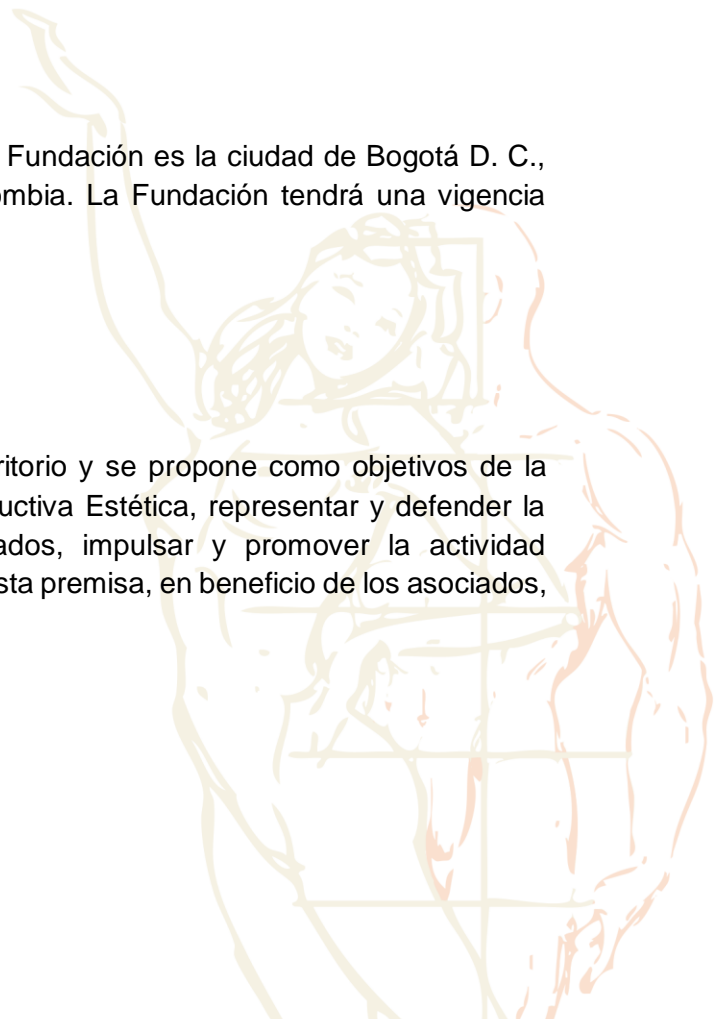 Fundación es la ciudad de Bogotá D. C.,
ombia. La Fundación tendrá una vigencia
ritorio y se propone como objetivos de la
uctiva Estética, representar y defender la
ados, impulsar y promover la actividad
sta premisa, en beneficio de los asociados,